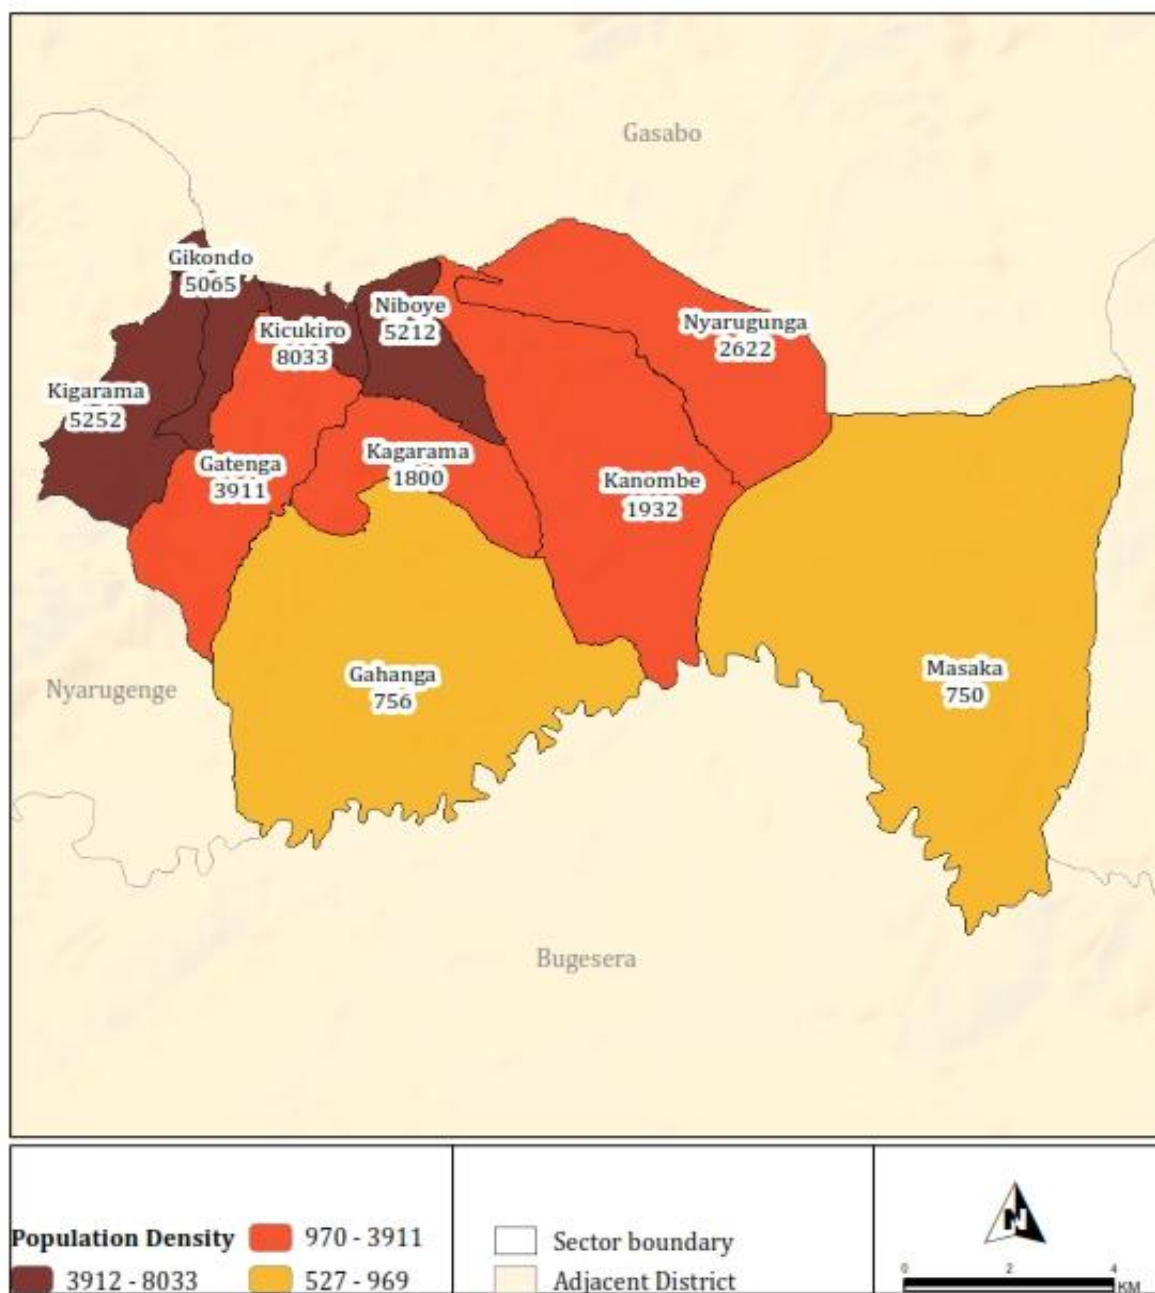 Gasabo
Gikondo
5065
Niboye
5212
Kicukiro
8033
Nyarugunga
2622
Kigarama
5252
Gatenga
3911
Kagarama
1800
Kanombe
1932
Gahanga
756
Masaka
750
Nyarugenge
Bugesera
Population Density
3912 - 8033
970 - 3911
527 - 969
Sector boundary
Adjacent District
N
0 2 4
KM